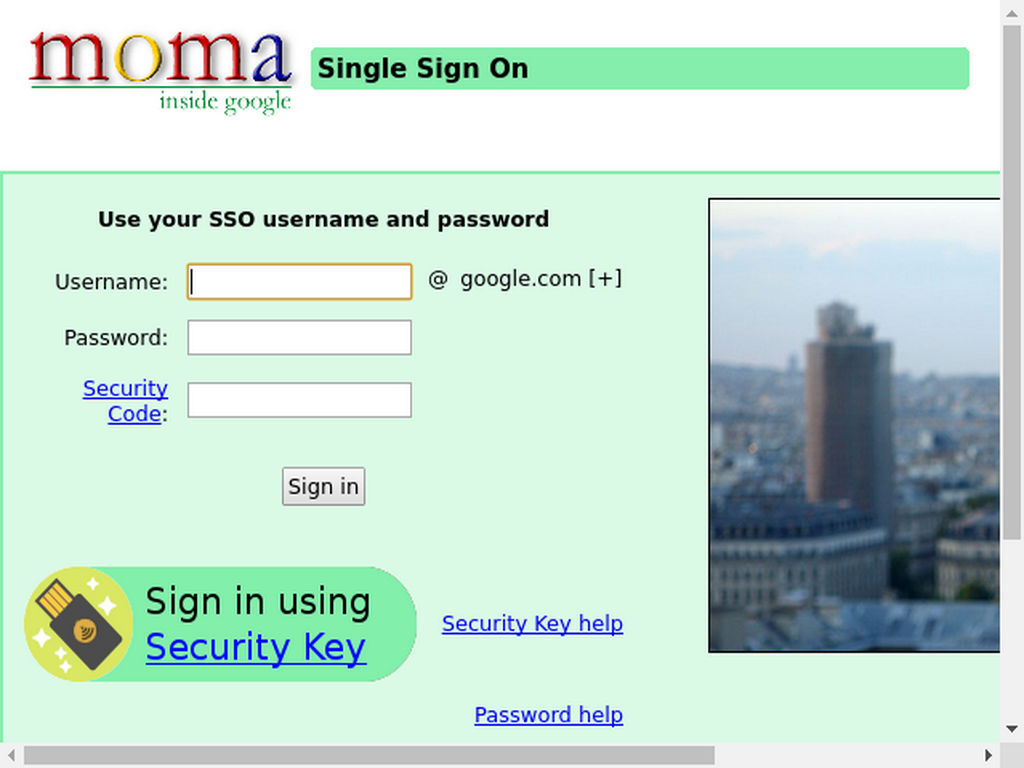 moma
inside google
Single Sign On
Use your SSO username and password
Username: @ google.com [+]
Password:
Security
Code:
Sign in
Sign in using
Security Key
Security Key help
Password help